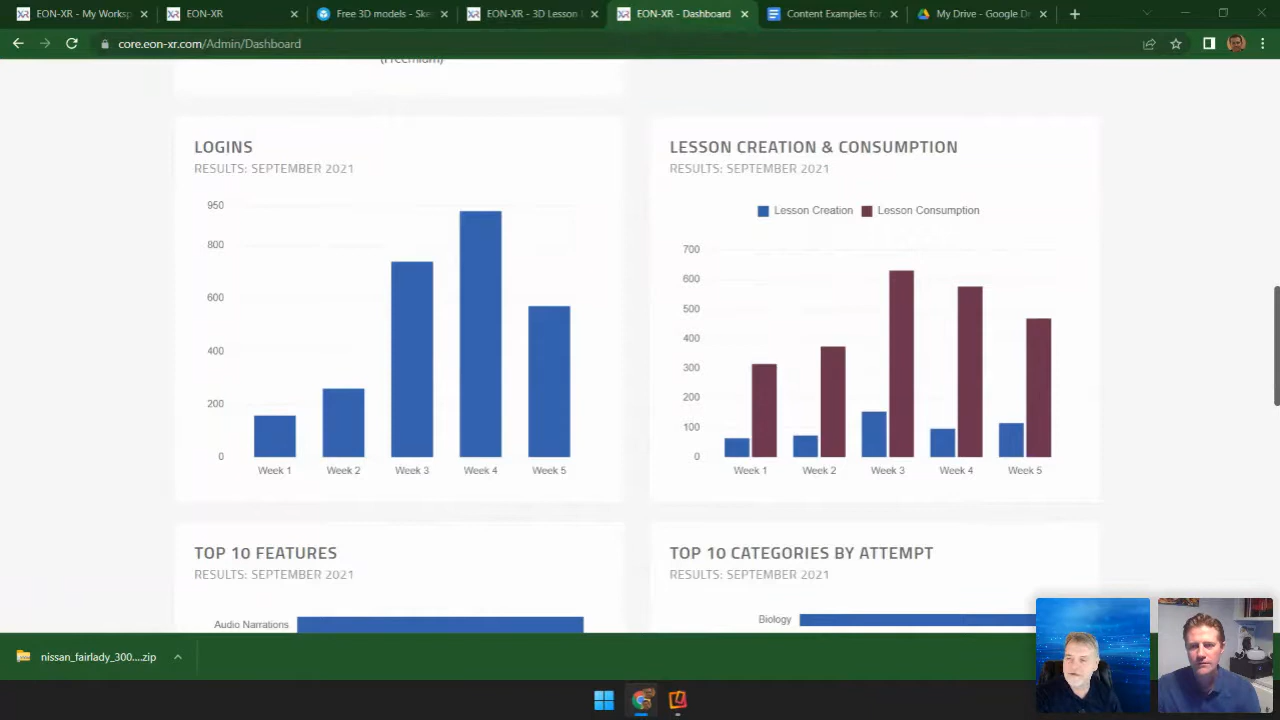 EON-XR - My Worksp
EON-XR
Free 3D models - Ske
EON-XR - 3D Lesson
EON-XR - Dashboard
Content Examples for
My Drive - Google Dr
core.eon-xr.com/Admin/Dashboard
(Freemium)
LOGINS
RESULTS: SEPTEMBER 2021
950
800
600
400
200
0
Week 1
Week 2
Week 3
Week 4
Week 5
LESSON CREATION & CONSUMPTION
RESULTS: SEPTEMBER 2021
Lesson Creation
Lesson Consumption
700
600
500
400
300
200
100
0
Week 1
Week 2
Week 3
Week 4
Week 5
TOP 10 FEATURES
RESULTS: SEPTEMBER 2021
Audio Narrations
TOP 10 CATEGORIES BY ATTEMPT
RESULTS: SEPTEMBER 2021
Biology
nissan_fairlady_300....zip